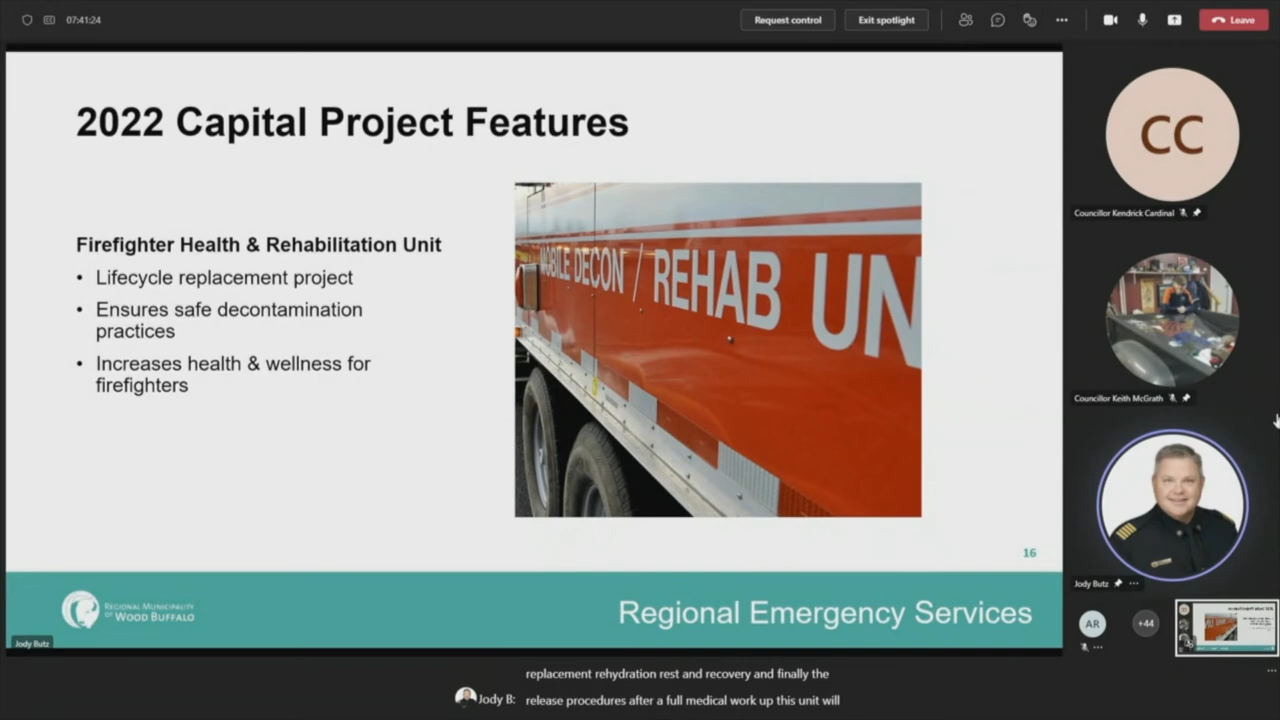 07:41:24
Request control
Exit spotlight
Leave
2022 Capital Project Features
Firefighter Health & Rehabilitation Unit
• Lifecycle replacement project
• Ensures safe decontamination
practices
• Increases health & wellness for
firefighters
MOBILE DECON / REHAB UN
16
REGIONAL MUNICIPALITY
OF WOOD BUFFALO
Regional Emergency Services
Jody Butz
CC
Councillor Kendrick Cardinal
Councillor Keith McGrath
Jody Butz
AR
+44
replacement rehydration rest and recovery and finally the
Jody B: release procedures after a full medical work up this unit will